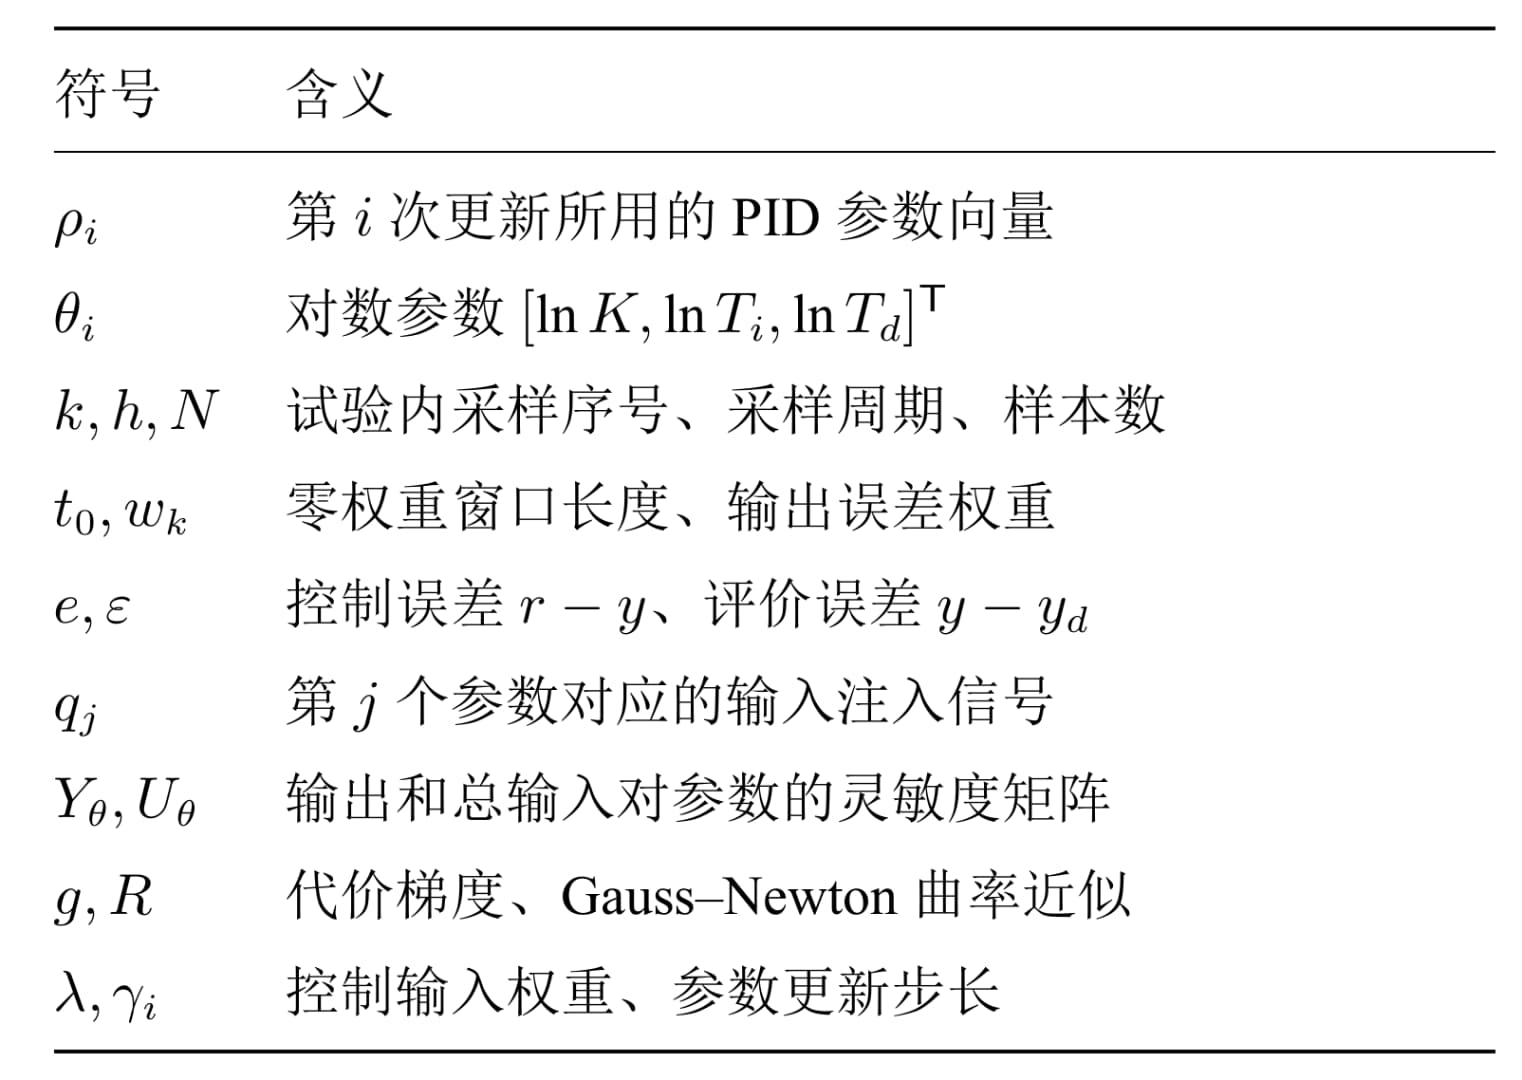 符号 含义
ρ_i 第 i 次更新所用的 PID 参数向量
θ_i 对数参数 [ln K, ln T_i, ln T_d]^T
k, h, N 试验内采样序号、采样周期、样本数
t_0, w_k 零权重窗口长度、输出误差权重
e, ε 控制误差 r − y、评价误差 y − y_d
q_j 第 j 个参数对应的输入注入信号
Y_θ, U_θ 输出和总输入对参数的灵敏度矩阵
g, R 代价梯度、Gauss–Newton 曲率近似
λ, γ_i 控制输入权重、参数更新步长